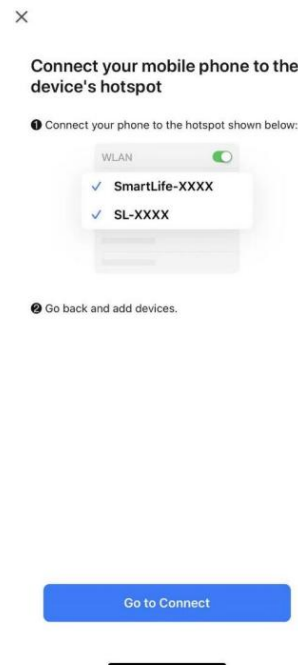 Connect your mobile phone to the
device's hotspot
❶ Connect your phone to the hotspot shown below:
WLAN
SmartLife-XXXX
SL-XXXX
❷ Go back and add devices.
Go to Connect